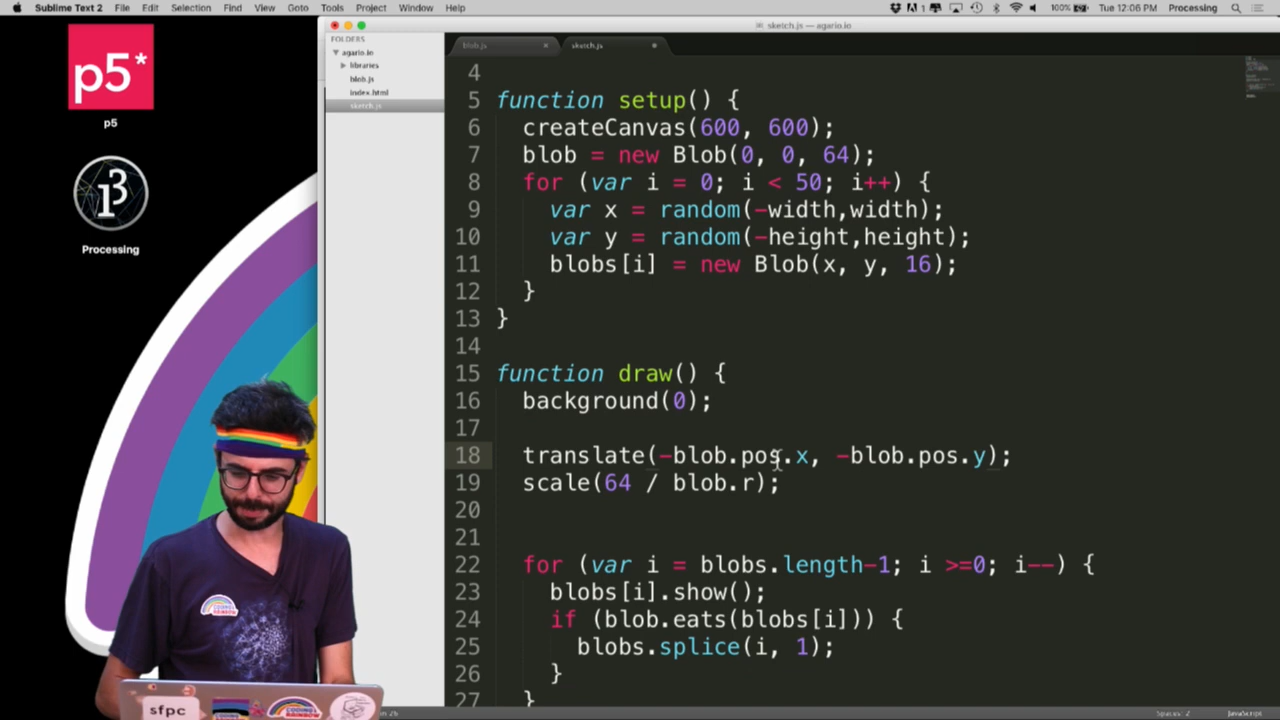 Sublime Text 2 File Edit Selection Find View Goto Tools Project Window Help 100% Tue 12:06 PM Processing
sketch.js — agario.io
FOLDERS
agario.io
libraries
blob.js
index.html
sketch.js
blob.js
sketch.js
p5*
p5
Processing
4
5 function setup() {
6 createCanvas(600, 600);
7 blob = new Blob(0, 0, 64);
8 for (var i = 0; i < 50; i++) {
9 var x = random(-width,width);
10 var y = random(-height,height);
11 blobs[i] = new Blob(x, y, 16);
12 }
13 }
14
15 function draw() {
16 background(0);
17
18 translate(-blob.pos.x, -blob.pos.y);
19 scale(64 / blob.r);
20
21
22 for (var i = blobs.length-1; i >=0; i--) {
23 blobs[i].show();
24 if (blob.eats(blobs[i])) {
25 blobs.splice(i, 1);
26 }
27 }
Spaces: 2 JavaScript
sfpc